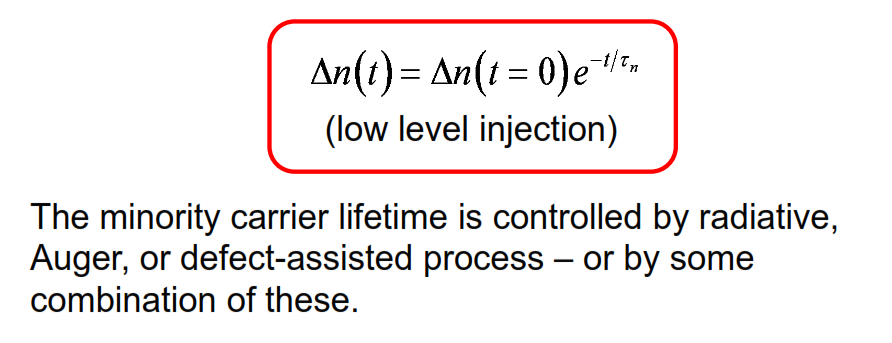 Δn(t) = Δn(t = 0)e^{-t/τ_n}
(low level injection)
The minority carrier lifetime is controlled by radiative,
Auger, or defect-assisted process – or by some
combination of these.